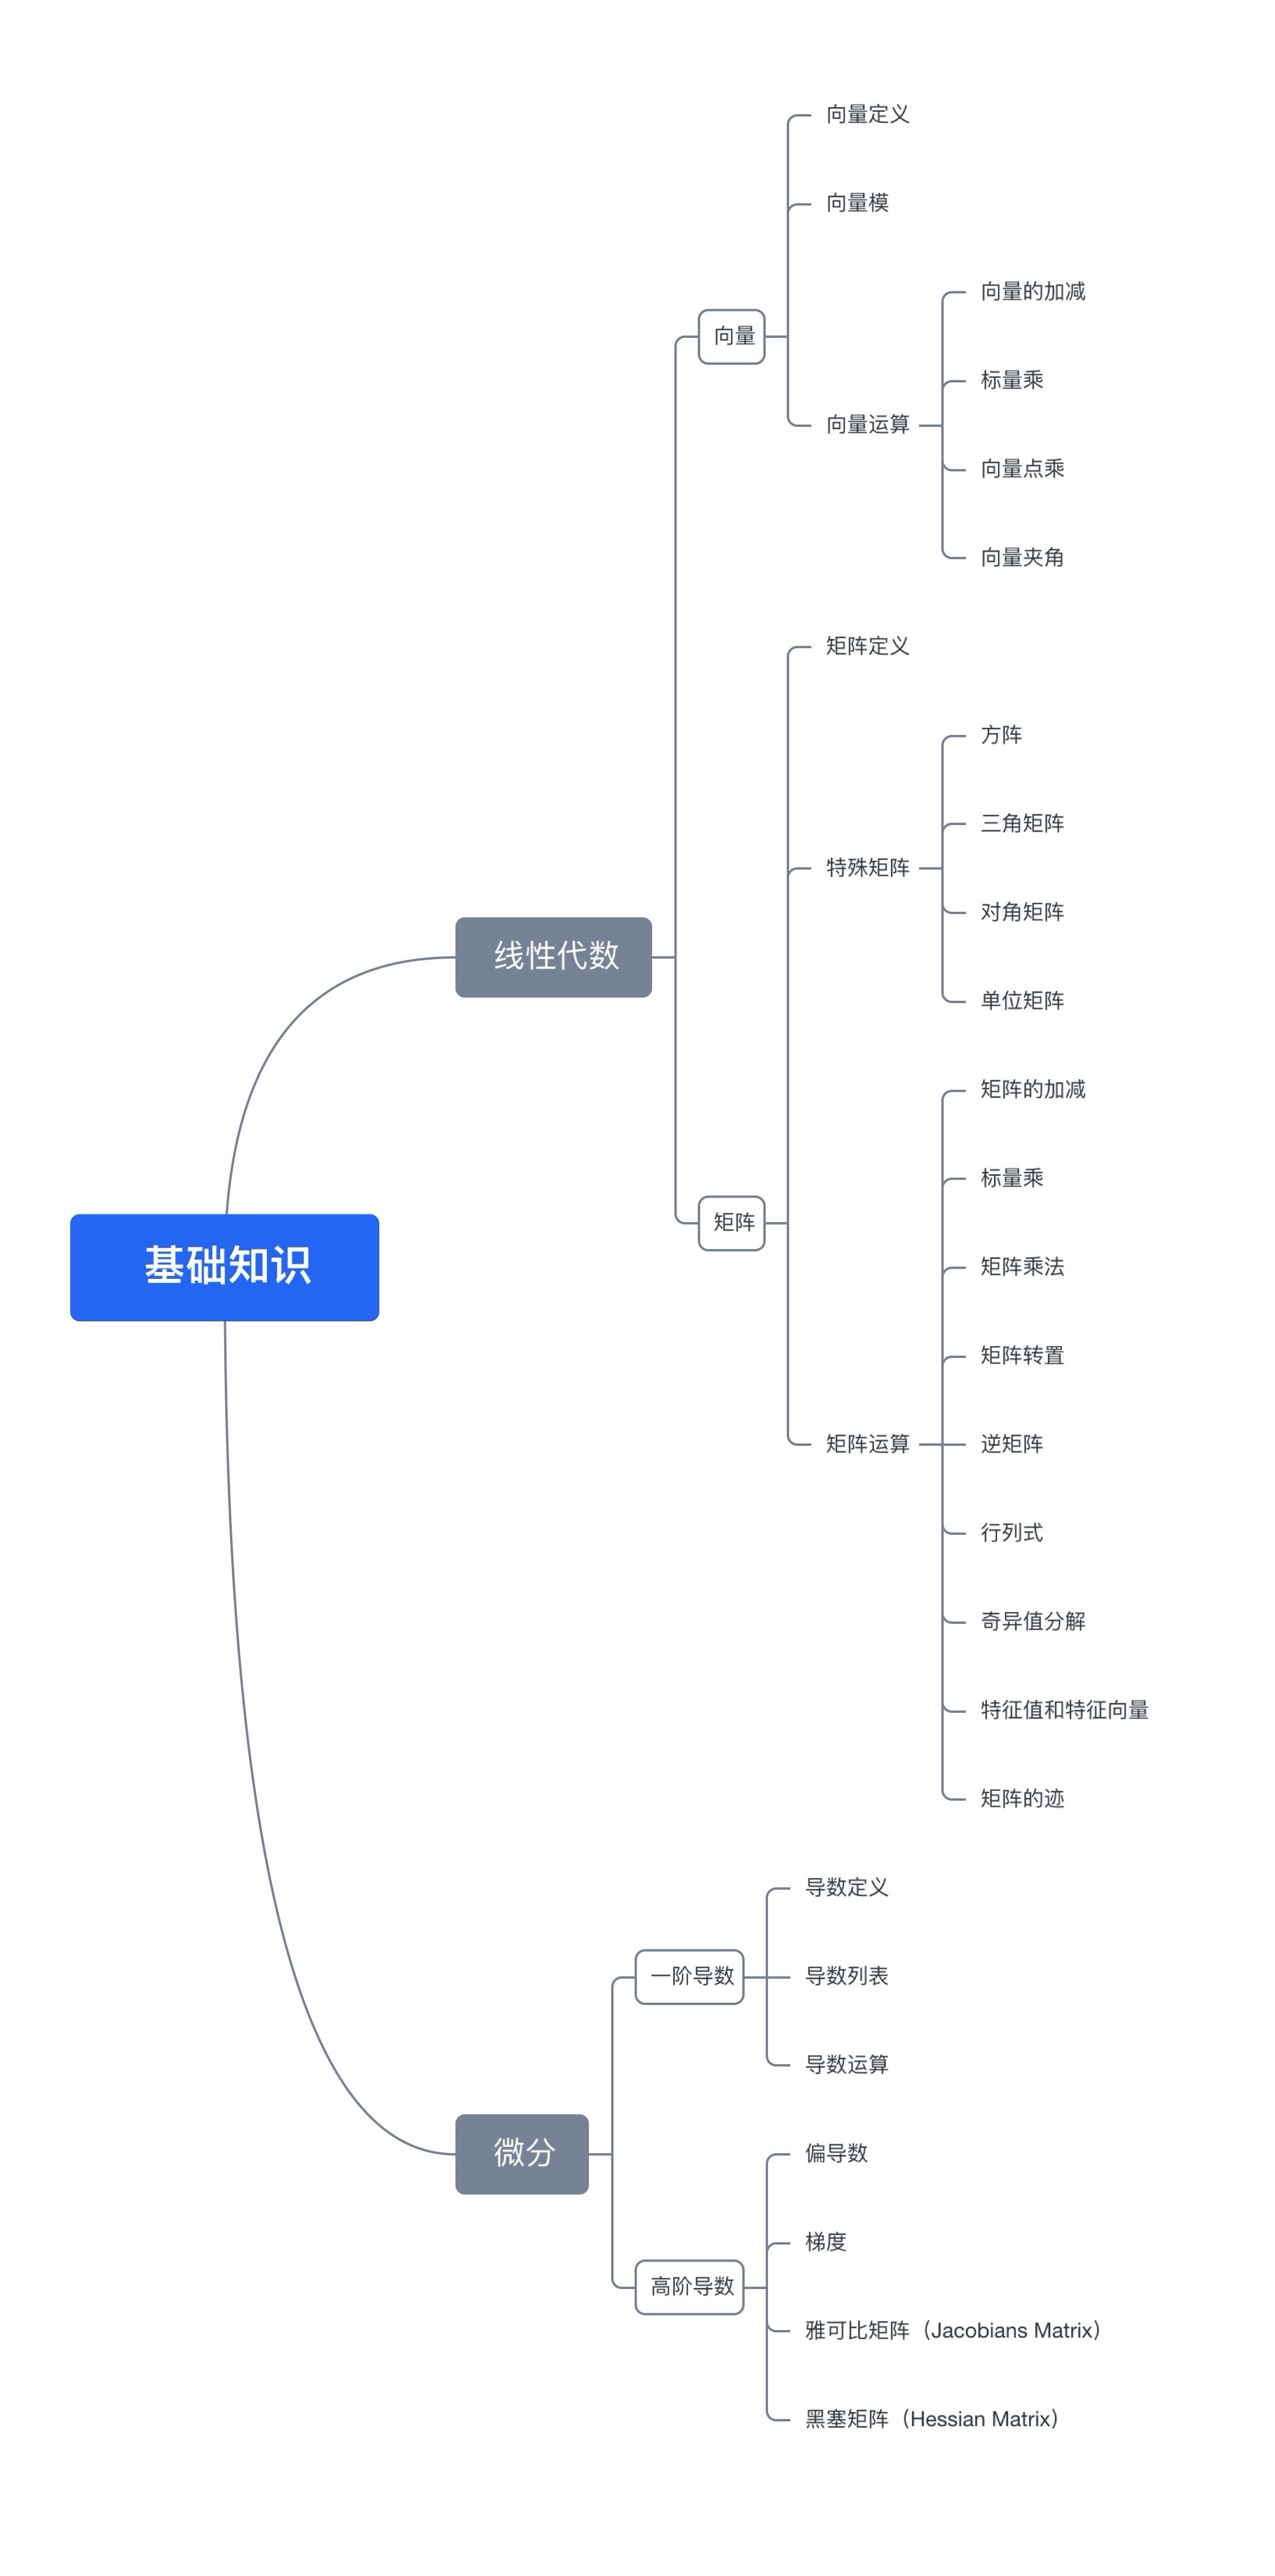 向量定义
向量模
向量的加减
向量
标量乘
向量运算
向量点乘
向量夹角
矩阵定义
方阵
三角矩阵
特殊矩阵
对角矩阵
线性代数
单位矩阵
矩阵的加减
标量乘
矩阵
基础知识
矩阵乘法
矩阵转置
矩阵运算
逆矩阵
行列式
奇异值分解
特征值和特征向量
矩阵的迹
导数定义
一阶导数
导数列表
导数运算
微分
偏导数
梯度
高阶导数
雅可比矩阵（Jacobians Matrix）
黑塞矩阵（Hessian Matrix）